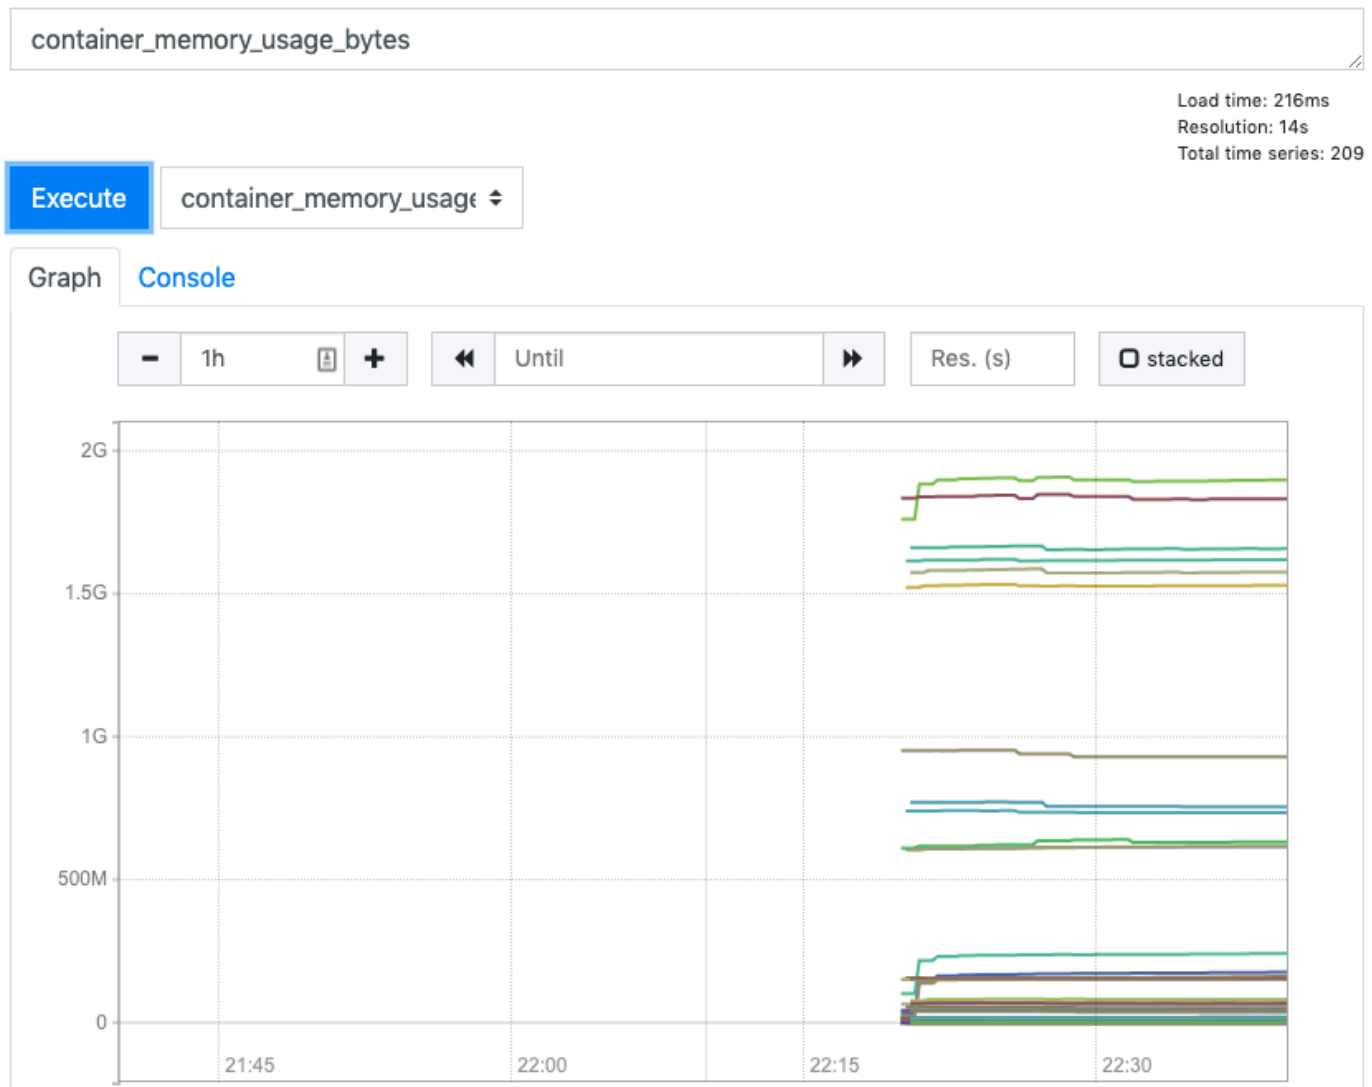 container_memory_usage_bytes
Load time: 216ms
Resolution: 14s
Total time series: 209
Execute
container_memory_usage
Graph
Console
1h
Until
Res. (s)
stacked
2G
1.5G
1G
500M
0
21:45
22:00
22:15
22:30